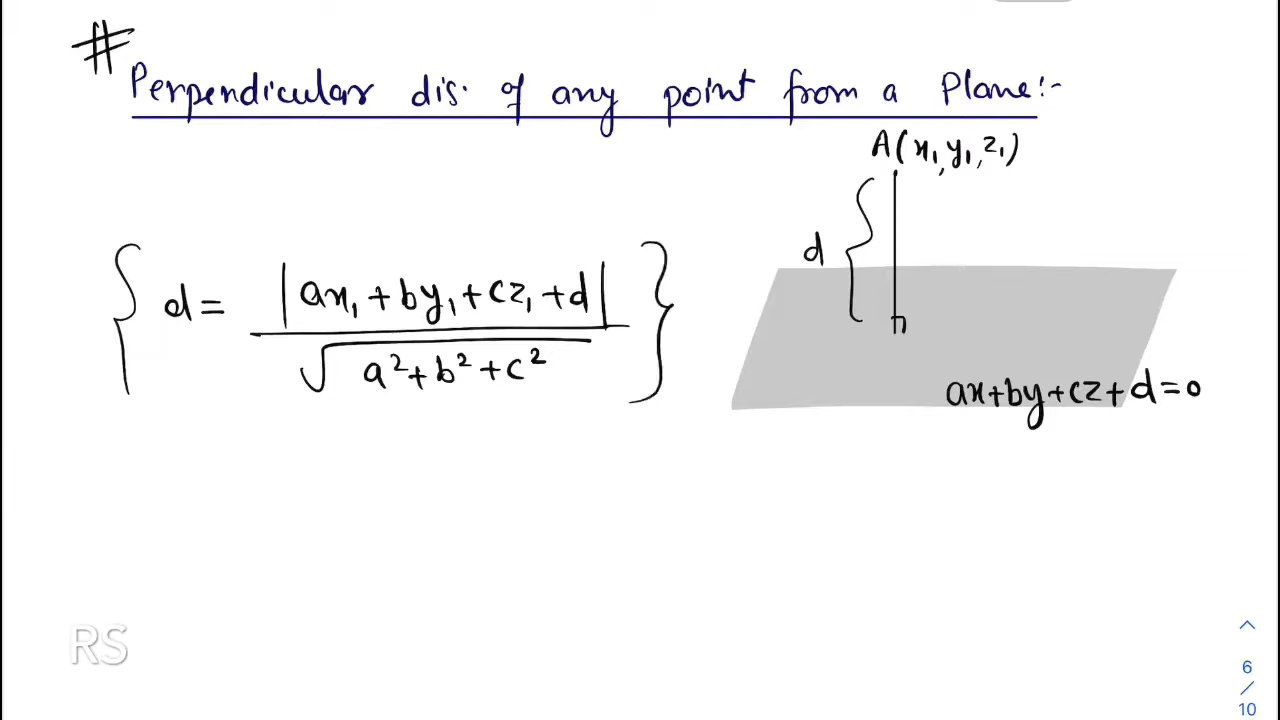 #
Perpendicular dis. of any point from a Plane:-
A(x₁, y₁, z₁)
d
d = |ax₁ + by₁ + cz₁ + d| / √(a² + b² + c²)
ax+by+cz+d=0
RS
6
/
10